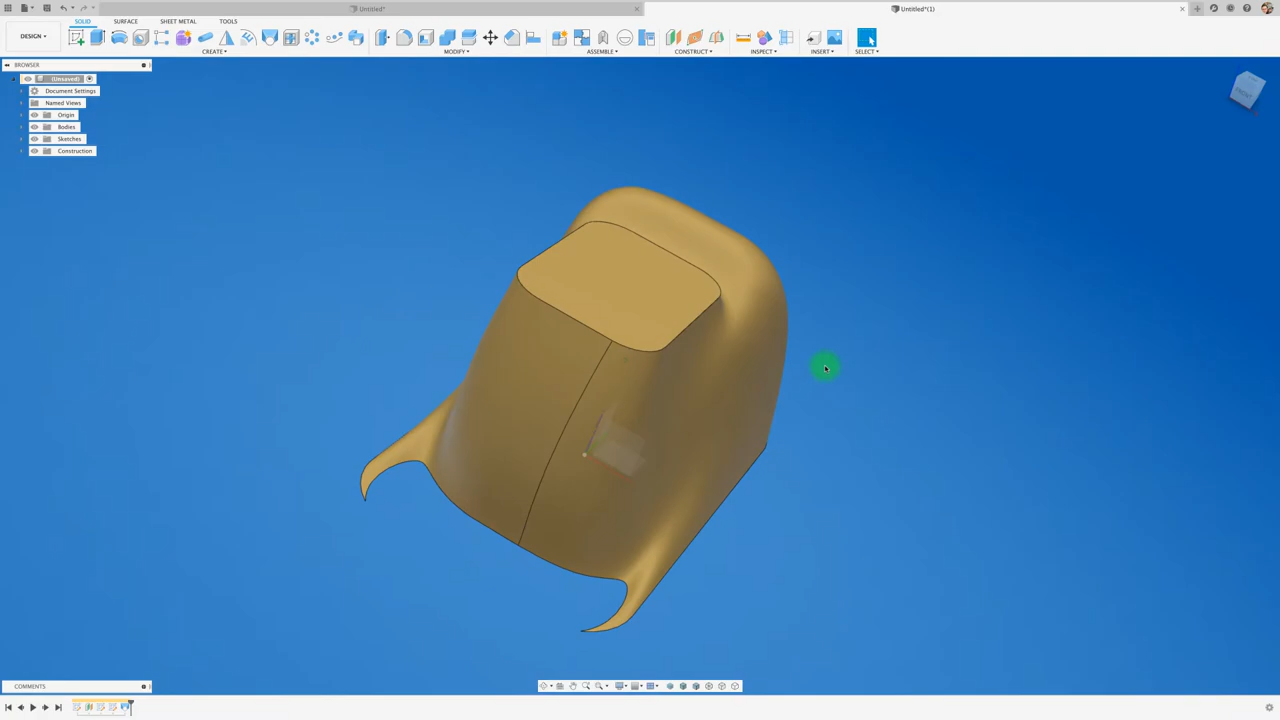 Untitled*
Untitled*(1)
SOLID SURFACE SHEET METAL TOOLS
DESIGN
CREATE MODIFY ASSEMBLE CONSTRUCT INSPECT INSERT SELECT
BROWSER
(Unsaved)
Document Settings
Named Views
Origin
Bodies
Sketches
Construction
FRONT
COMMENTS